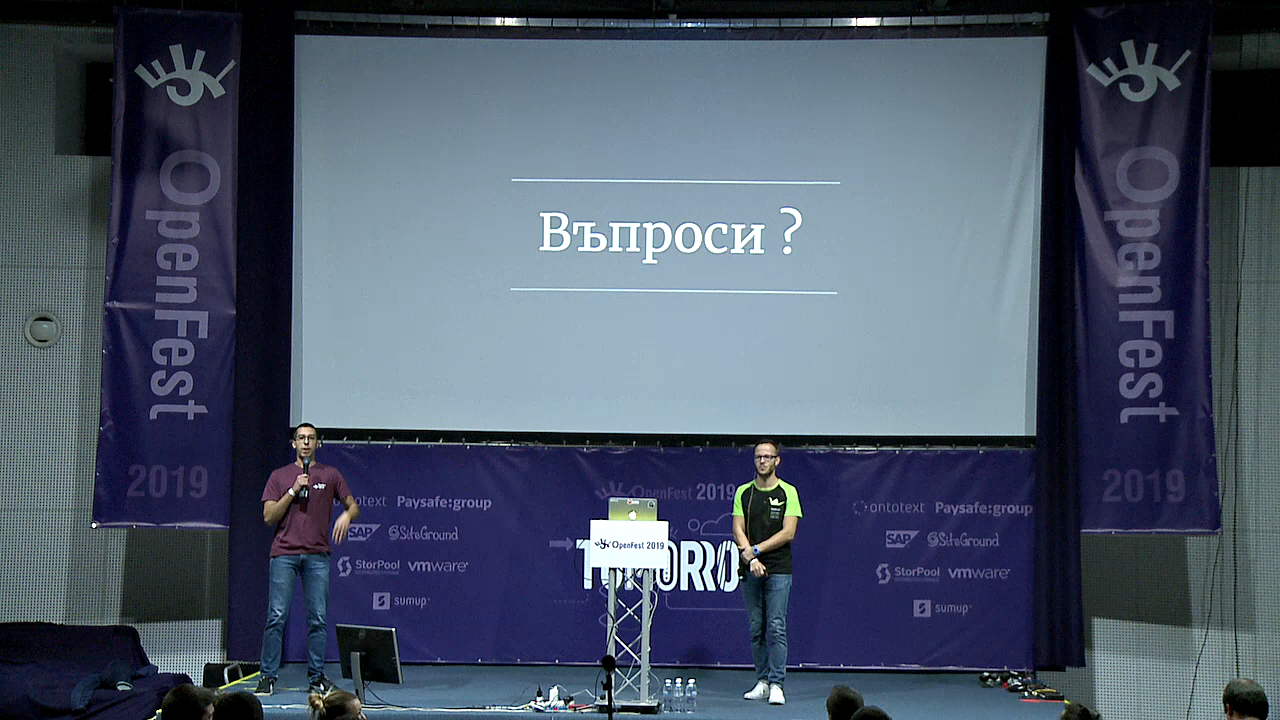 Въпроси ?
OpenFest
2019
OpenFest
2019
OpenFest 2019
ontotext Paysafe:group
SAP SiteGround
StorPool vmware
sumup
OpenFest 2019
ontotext Paysafe:group
SAP SiteGround
StorPool vmware
sumup